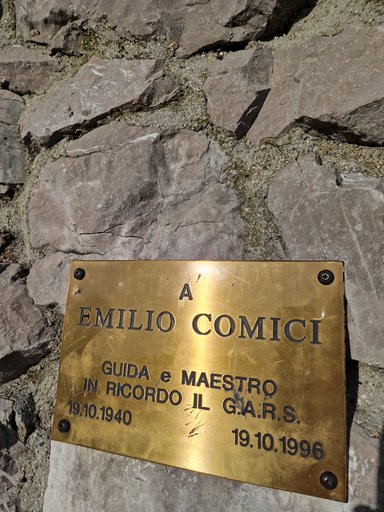 A
EMILIO COMICI
GUIDA e MAESTRO
IN RICORDO IL G.A.R.S.
19.10.1940
19.10.1996